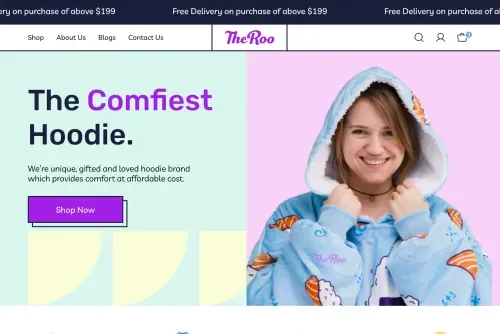 ery on purchase of above $199 Free Delivery on purchase of above $199 Free Delivery on purchase of a
Shop About Us Blogs Contact Us TheRoo
The Comfiest
Hoodie.
We're unique, gifted and loved hoodie brand
which provides comfort at affordable cost.
Shop Now
TheRoo